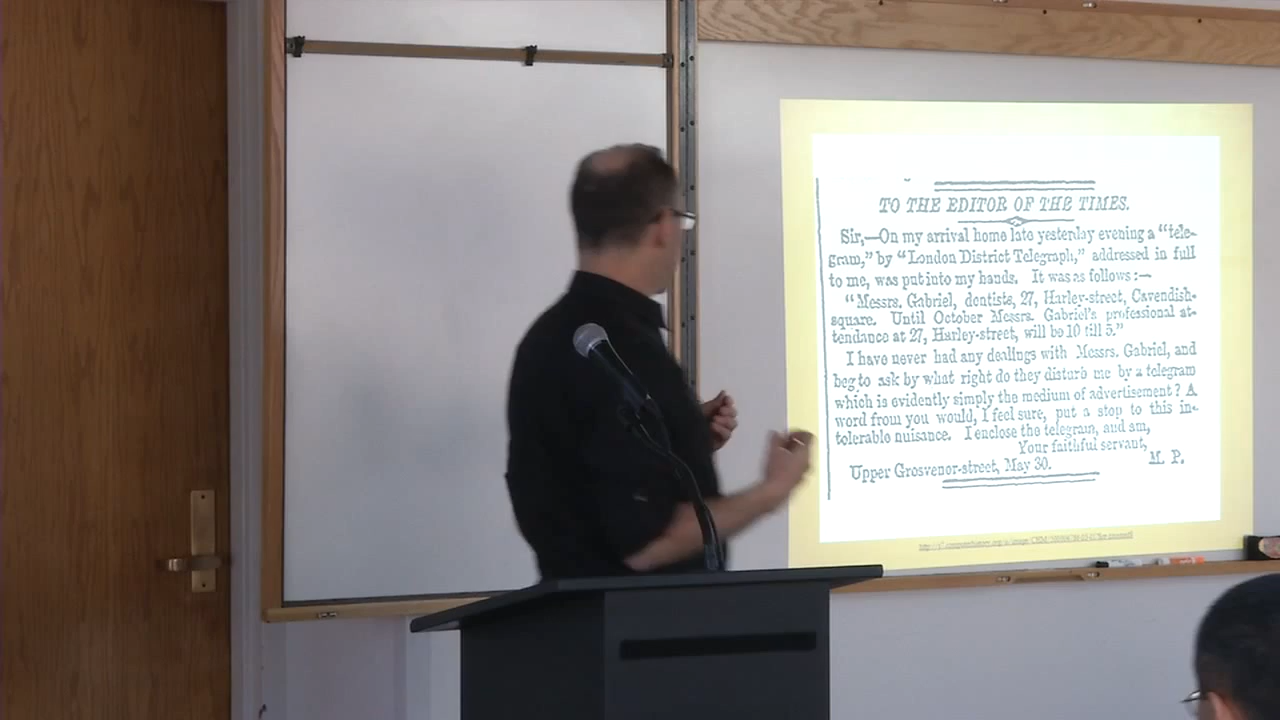 TO THE EDITOR OF THE TIMES.
Sir,—On my arrival home late yesterday evening a "tele-
gram," by "London District Telegraph," addressed in full
to me, was put into my hands. It was as follows:—
"Messrs. Gabriel, dentists, 27, Harley-street, Cavendish-
square. Until October Messrs. Gabriel's professional at-
tendance at 27, Harley-street, will be 10 till 5."
I have never had any dealings with Messrs. Gabriel, and
beg to ask by what right do they disturb me by a telegram
which is evidently simply the medium of advertisement? A
word from you would, I feel sure, put a stop to this in-
tolerable nuisance. I enclose the telegram, and am,
Your faithful servant,
M. P.
Upper Grosvenor-street, May 30.